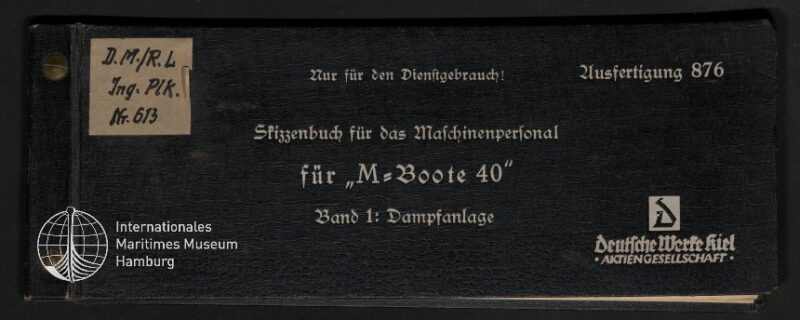 D.M./R.L
Ing. Plk.
Nr. 613
Nur für den Dienstgebrauch!
Ausfertigung 876
Skizzenbuch für das Maschinenpersonal
für „M=Boote 40“
Band 1: Dampfanlage
Deutsche Werke Kiel
· AKTIENGESELLSCHAFT ·
Internationales
Maritimes Museum
Hamburg